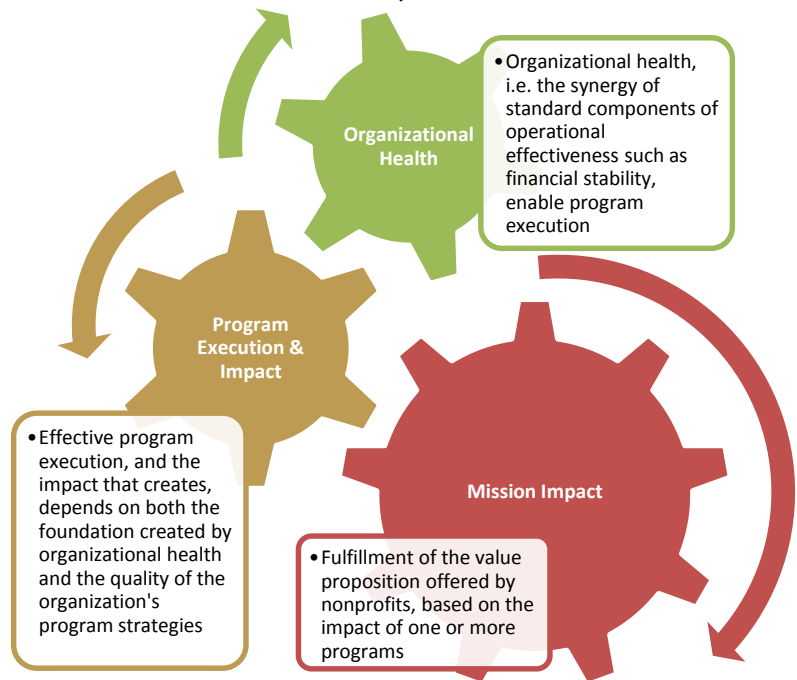 Organizational
Health
•Organizational health,
i.e. the synergy of
standard components of
operational
effectiveness such as
financial stability,
enable program
execution
Program
Execution &
Impact
•Effective program
execution, and the
impact that creates,
depends on both the
foundation created by
organizational health
and the quality of the
organization's
program strategies
Mission Impact
•Fulfillment of the value
proposition offered by
nonprofits, based on the
impact of one or more
programs